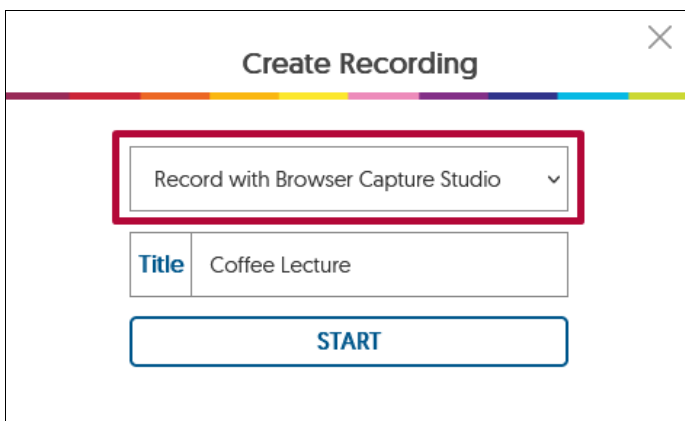 Create Recording
Record with Browser Capture Studio
Title Coffee Lecture
START